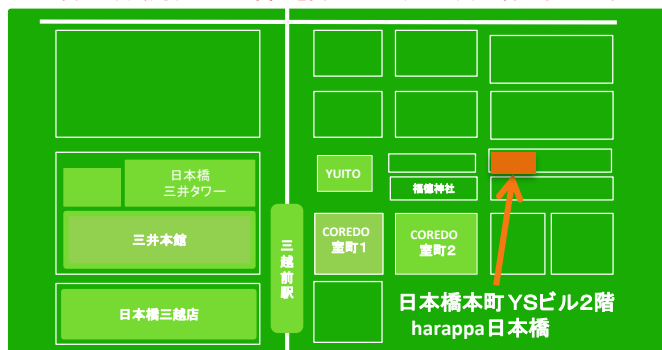 日本橋
三井タワー
YUITO
福徳神社
三井本館
三越前駅
COREDO
室町1
COREDO
室町2
日本橋三越店
日本橋本町 YSビル2階
harappa日本橋